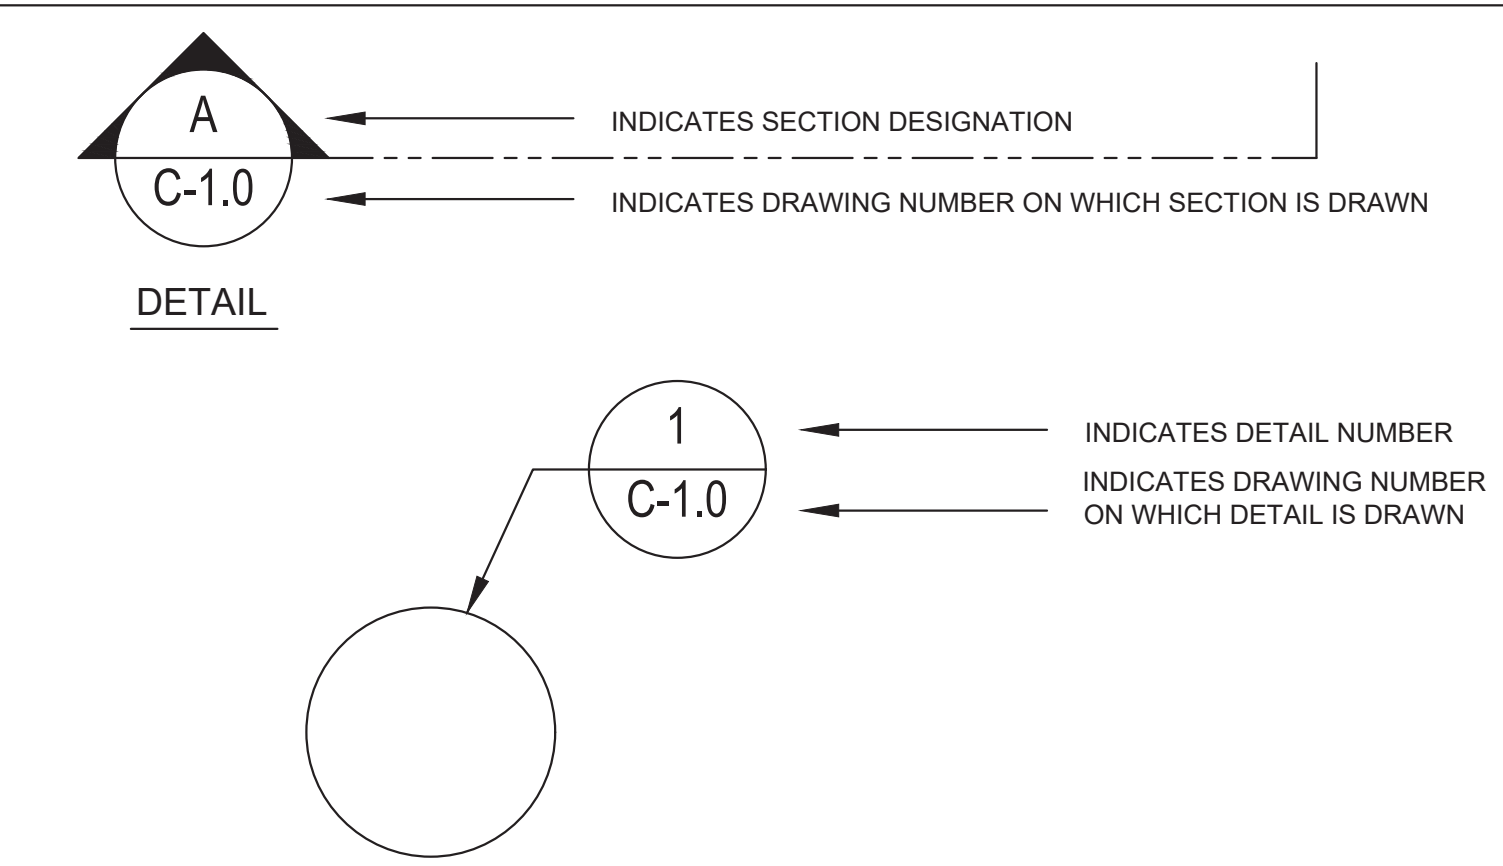 A
INDICATES SECTION DESIGNATION
C-1.0
INDICATES DRAWING NUMBER ON WHICH SECTION IS DRAWN
DETAIL
1
INDICATES DETAIL NUMBER
C-1.0
INDICATES DRAWING NUMBER
ON WHICH DETAIL IS DRAWN